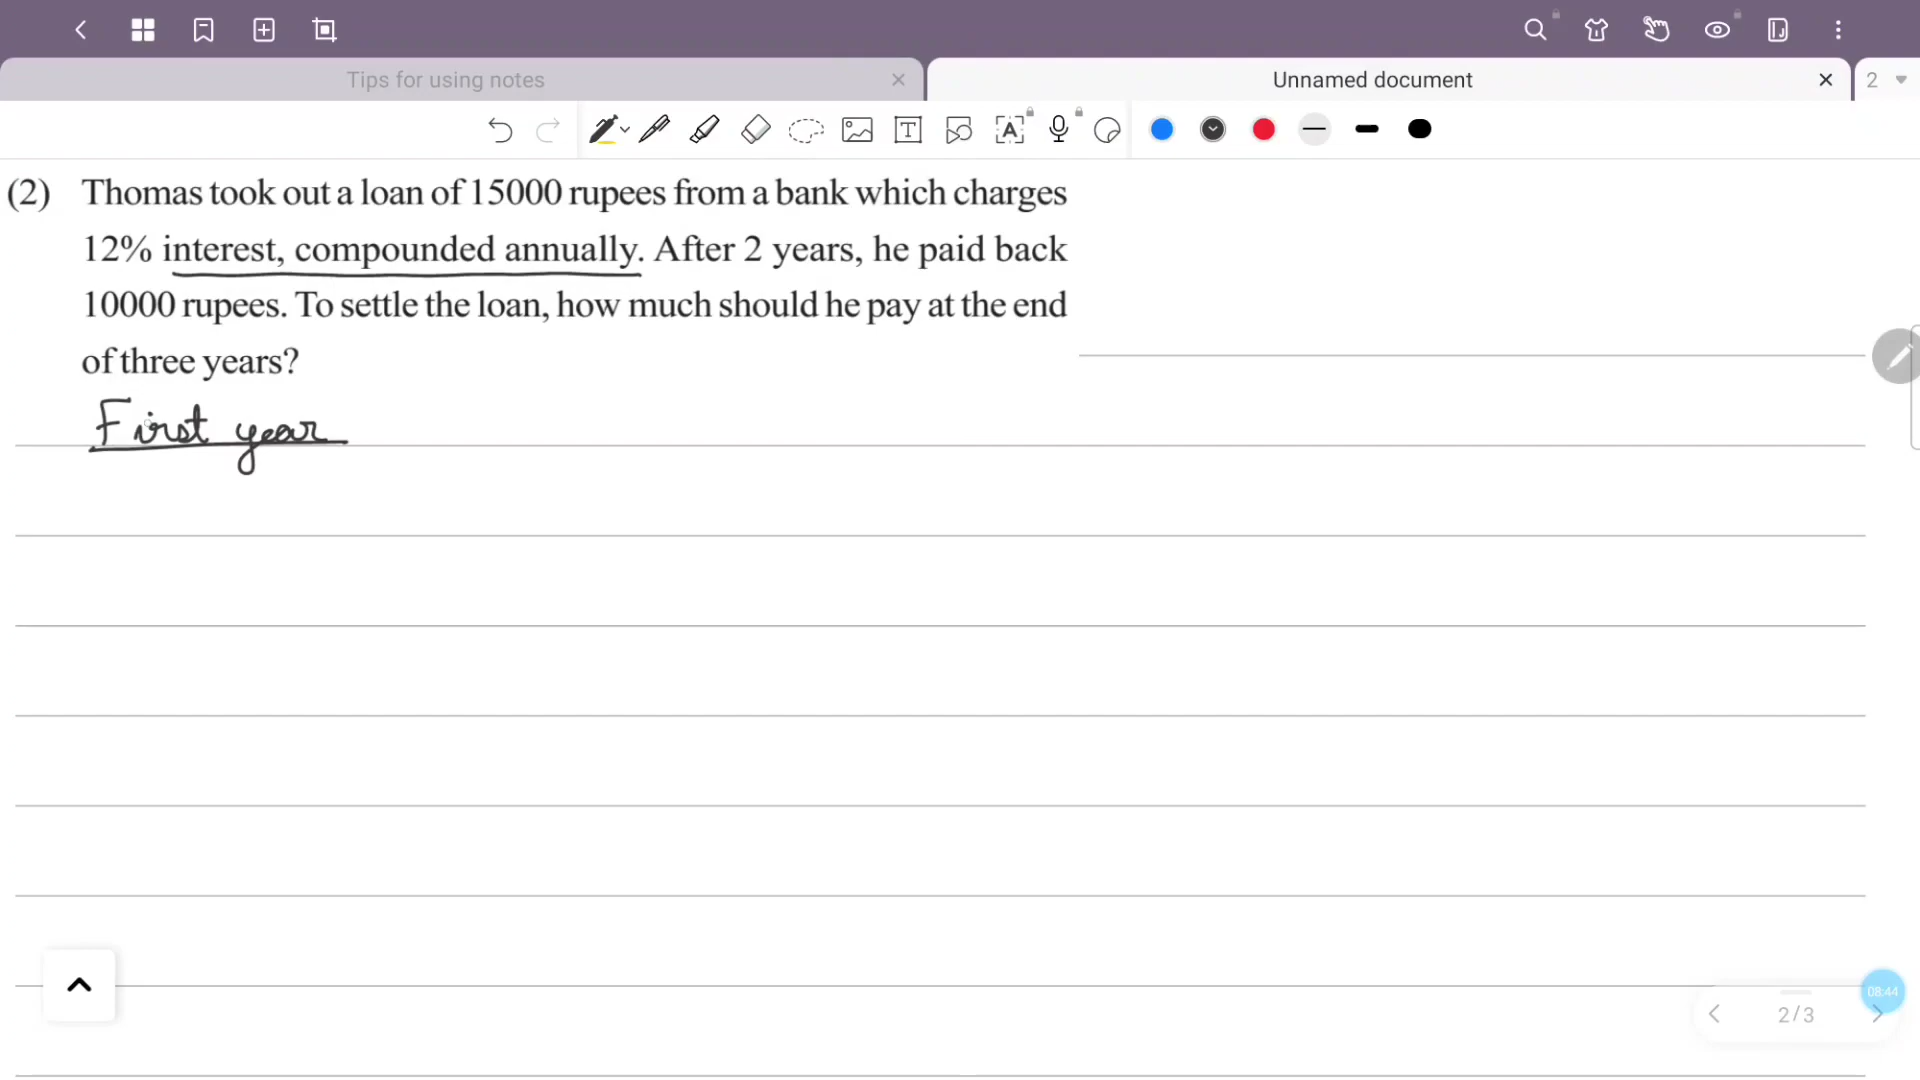 Tips for using notes
Unnamed document
2
(2) Thomas took out a loan of 15000 rupees from a bank which charges
12% interest, compounded annually. After 2 years, he paid back
10000 rupees. To settle the loan, how much should he pay at the end
of three years?
First year
08:44
2/3